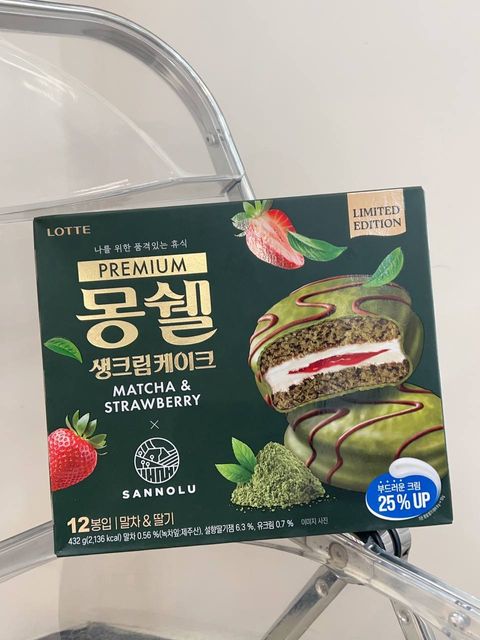 LOTTE
LIMITED
EDITION
나를 위한 품격있는 휴식
PREMIUM
몽쉘
생크림케이크
MATCHA &
STRAWBERRY
×
SANNOLU
부드러운 크림
25% UP
12봉입 | 말차 & 딸기
432 g(2,136 kcal) 말차 0.56 %(녹차잎:제주산), 설향딸기잼 6.3 %, 유크림 0.7 % 이미지 사진